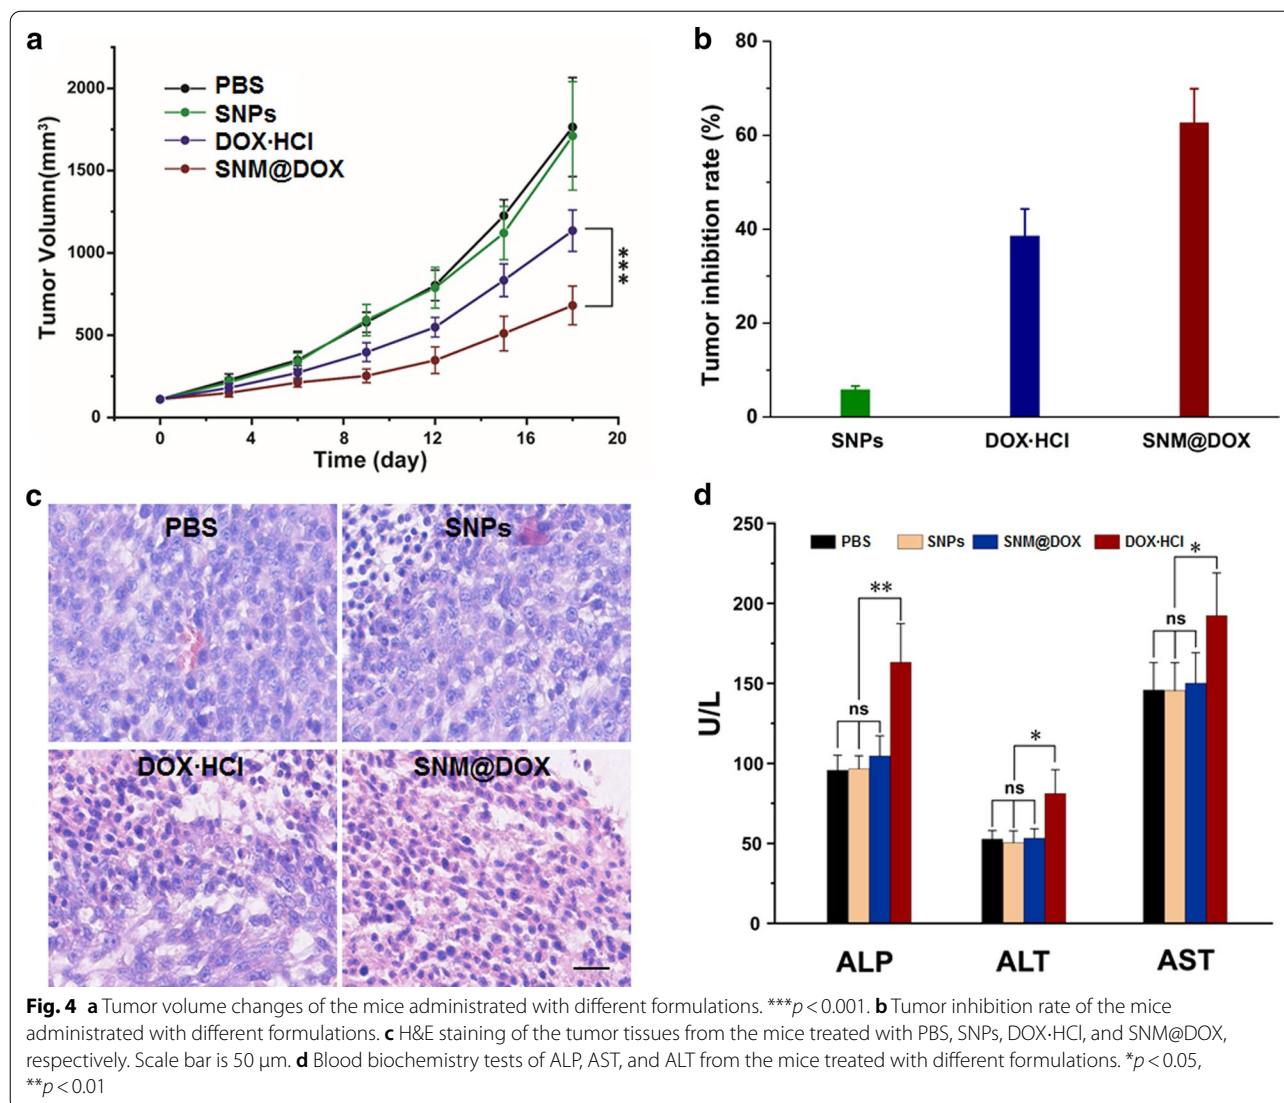 a
PBS
SNPs
DOX·HCl
SNM@DOX
***
Tumor Volumn(mm³)
2000
1500
1000
500
0
0 4 8 12 16 20
Time (day)
b
Tumor inhibition rate (%)
80
60
40
20
0
SNPs DOX·HCl SNM@DOX
c
PBS
SNPs
DOX·HCl
SNM@DOX
d
PBS SNPs SNM@DOX DOX·HCl
U/L
250
200
150
100
50
0
ns
**
ns
*
ns
*
ALP ALT AST
Fig. 4 a Tumor volume changes of the mice administrated with different formulations. ***p < 0.001. b Tumor inhibition rate of the mice
administrated with different formulations. c H&E staining of the tumor tissues from the mice treated with PBS, SNPs, DOX·HCl, and SNM@DOX,
respectively. Scale bar is 50 μm. d Blood biochemistry tests of ALP, AST, and ALT from the mice treated with different formulations. *p < 0.05,
**p < 0.01